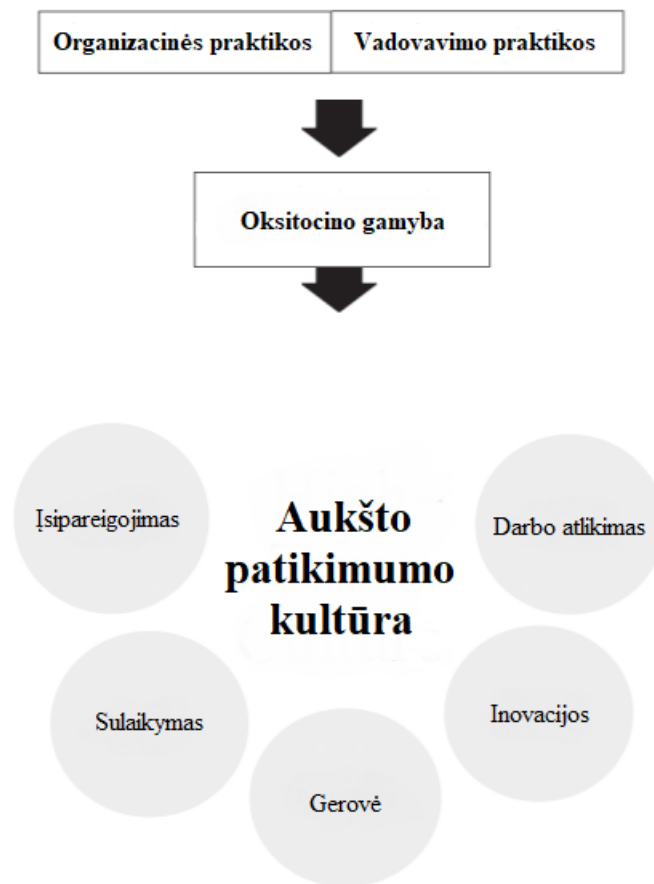 Organizacinės praktikos
Vadovavimo praktikos
Oksitocino gamyba
Aukšto
patikimumo
kultūra
Įsipareigojimas
Darbo atlikimas
Sulaikymas
Inovacijos
Gerovė